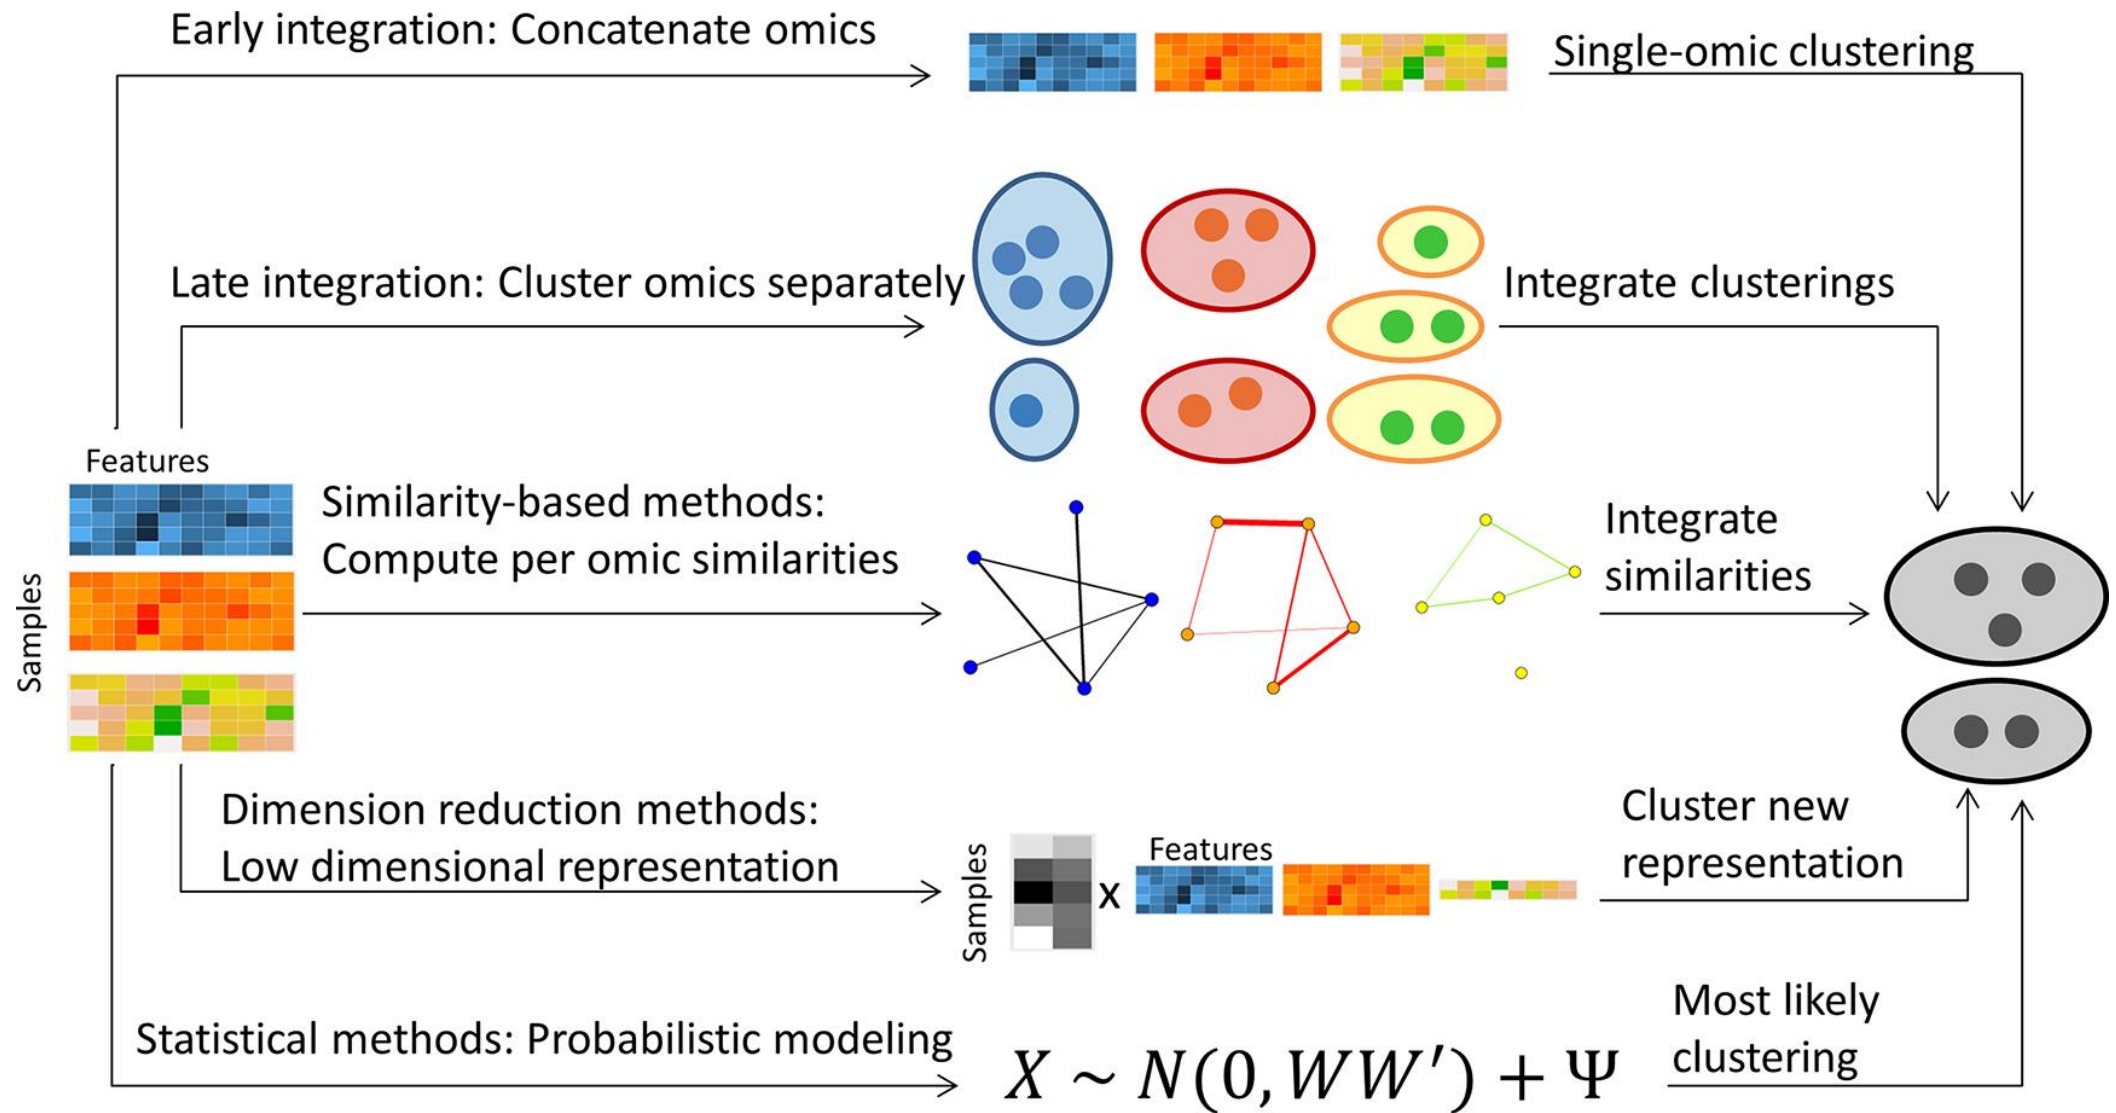 Early integration: Concatenate omics
Single-omic clustering
Late integration: Cluster omics separately
Integrate clusterings
Features
Samples
Similarity-based methods:
Compute per omic similarities
Integrate
similarities
Dimension reduction methods:
Low dimensional representation
Samples
x
Features
Cluster new
representation
Statistical methods: Probabilistic modeling
X ~ N(0, WW′) + Ψ
Most likely
clustering